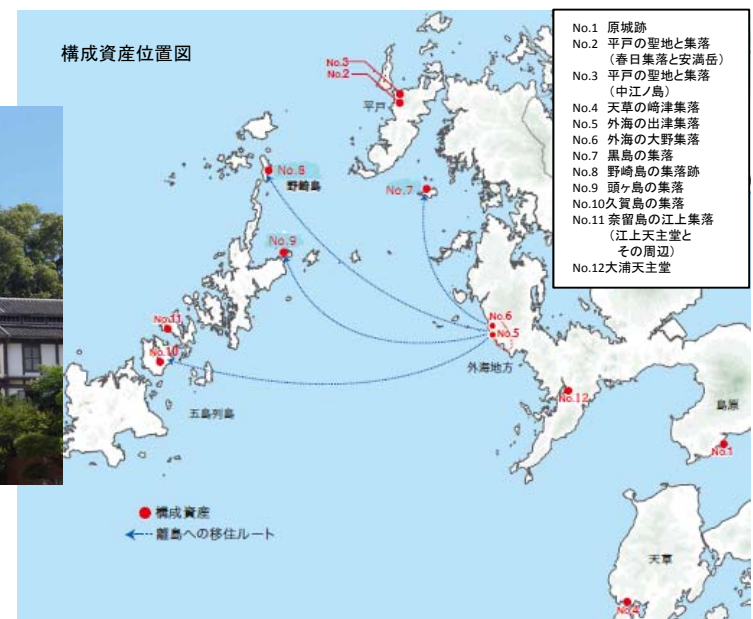 構成資産位置図
No.1 原城跡
No.2 平戸の聖地と集落
(春日集落と安満岳)
No.3 平戸の聖地と集落
(中江ノ島)
No.4 天草の﨑津集落
No.5 外海の出津集落
No.6 外海の大野集落
No.7 黒島の集落
No.8 野崎島の集落跡
No.9 頭ヶ島の集落
No.10久賀島の集落
No.11 奈留島の江上集落
(江上天主堂と
その周辺)
No.12大浦天主堂
No.3
No.2
平戸
No.8
野崎島
No.7
No.9
No.6
No.5
外海地方
No.11
No.10
五島列島
No.12
島原
No.1
天草
No.4
構成資産
離島への移住ルート